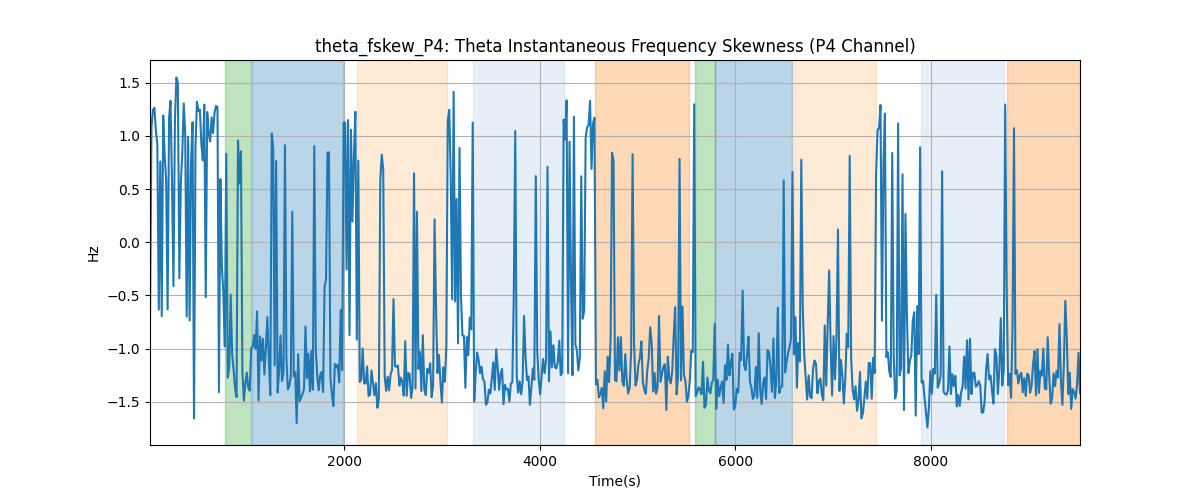 theta_fskew_P4: Theta Instantaneous Frequency Skewness (P4 Channel)
1.5
1.0
0.5
0.0
−0.5
−1.0
−1.5
Hz
2000 4000 6000 8000
Time(s)